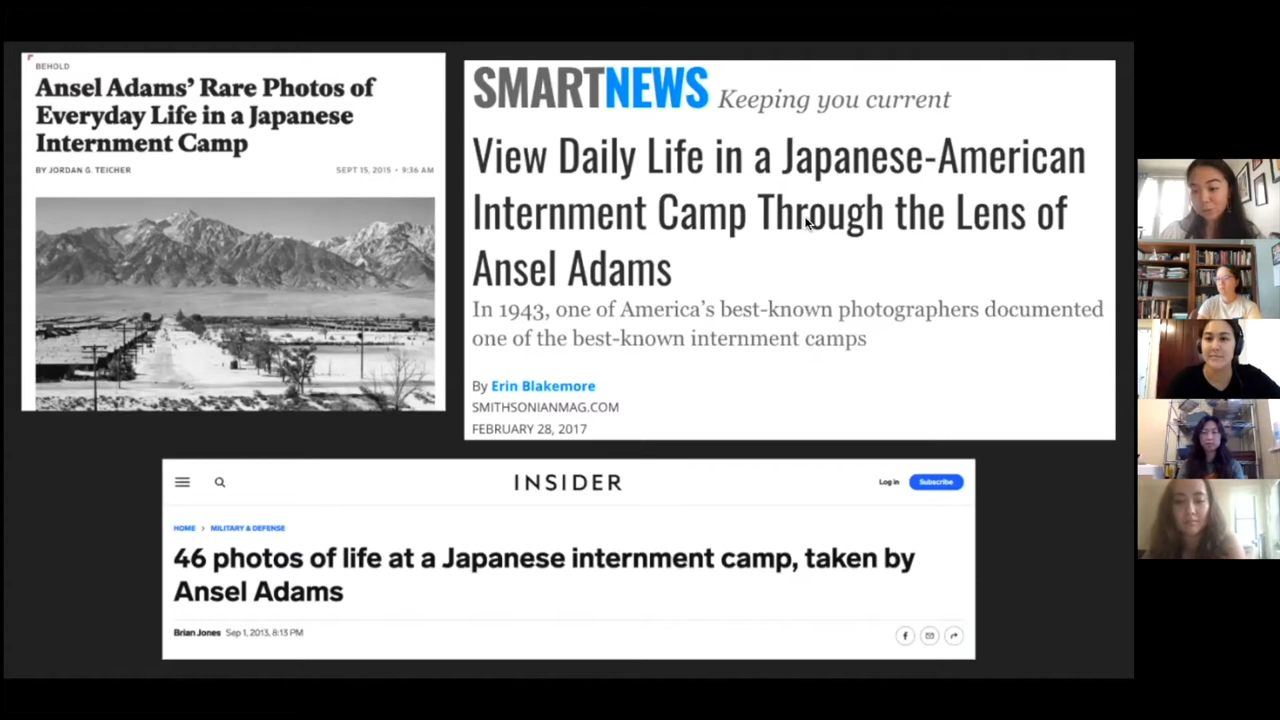 BEHOLD
Ansel Adams’ Rare Photos of
Everyday Life in a Japanese
Internment Camp
BY JORDAN G. TEICHER SEPT 15, 2015 • 9:36 AM
SMARTNEWS Keeping you current
View Daily Life in a Japanese-American
Internment Camp Through the Lens of
Ansel Adams
In 1943, one of America’s best-known photographers documented
one of the best-known internment camps
By Erin Blakemore
SMITHSONIANMAG.COM
FEBRUARY 28, 2017
INSIDER
Log in Subscribe
HOME > MILITARY & DEFENSE
46 photos of life at a Japanese internment camp, taken by
Ansel Adams
Brian Jones Sep 1, 2013, 8:13 PM